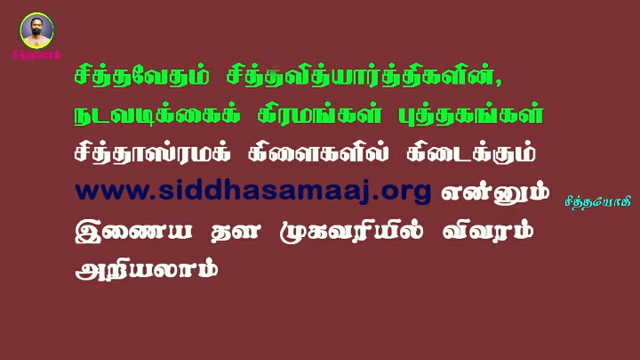 சித்தயோகி
சித்தவேதம் சித்தவித்யார்த்திகளின்,
நடவடிக்கைக் கிரமங்கள் புத்தகங்கள்
சித்தாஸ்ரமக் கிளைகளில் கிடைக்கும்
www.siddhasamaaj.org என்னும்
சித்தயோகி
இணைய தள முகவரியில் விவரம்
அறியலாம்